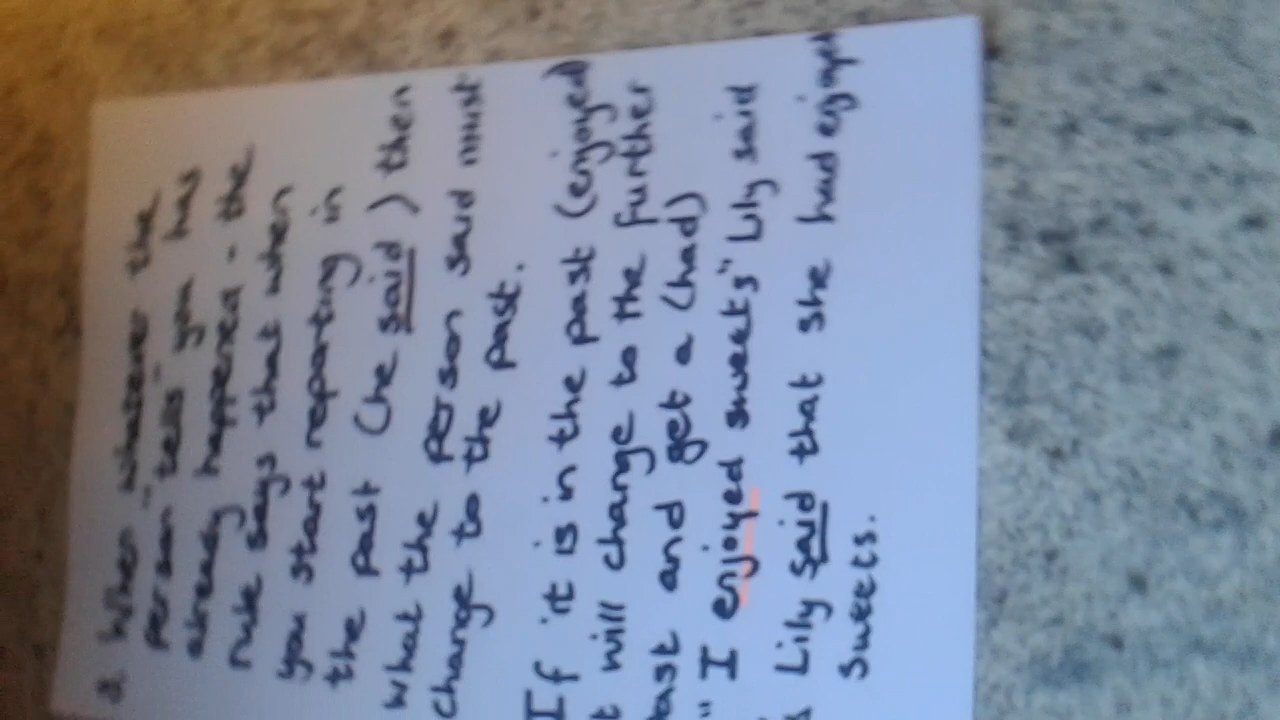 2 When whatever the
person tells you has
already happened - the
rule says that when
you start reporting in
the past (he said) then
what the person said must
change to the past.
If it is in the past (enjoyed)
t will change to the further
ast and get a (had)
" I enjoyed sweets" Lily said
Lily said that she had enjoye
sweets.